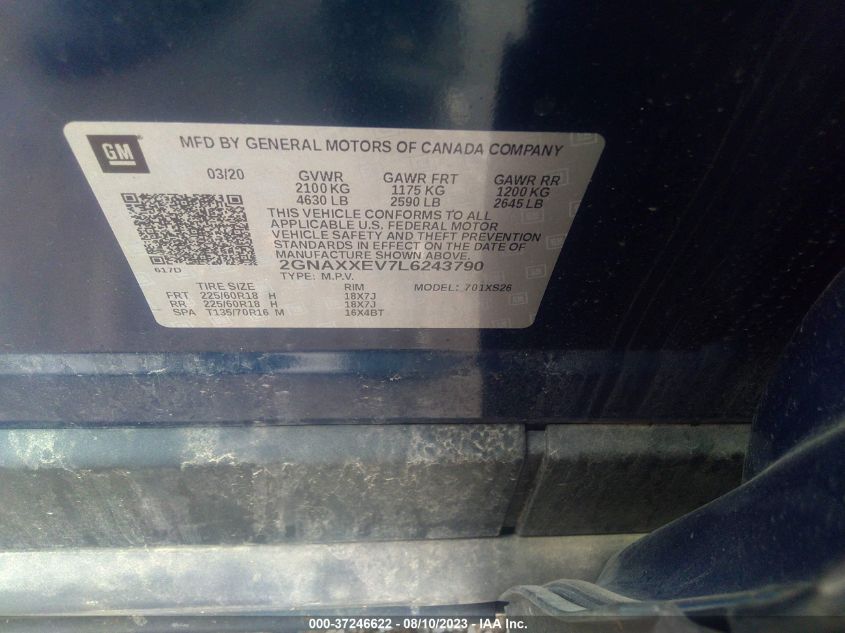 GM
MFD BY GENERAL MOTORS OF CANADA COMPANY
03/20 GVWR GAWR FRT GAWR RR
2100 KG 1175 KG 1200 KG
4630 LB 2590 LB 2645 LB
THIS VEHICLE CONFORMS TO ALL
APPLICABLE U.S. FEDERAL MOTOR
VEHICLE SAFETY AND THEFT PREVENTION
STANDARDS IN EFFECT ON THE DATE OF
MANUFACTURE SHOWN ABOVE.
617D
2GNAXXEV7L6243790
TYPE: M.P.V. MODEL: 701XS26
TIRE SIZE RIM
FRT 225/60R18 H 18X7J
RR 225/60R18 H 18X7J
SPA T135/70R16 M 16X4BT
000-37246622 — 08/10/2023 — IAA Inc.